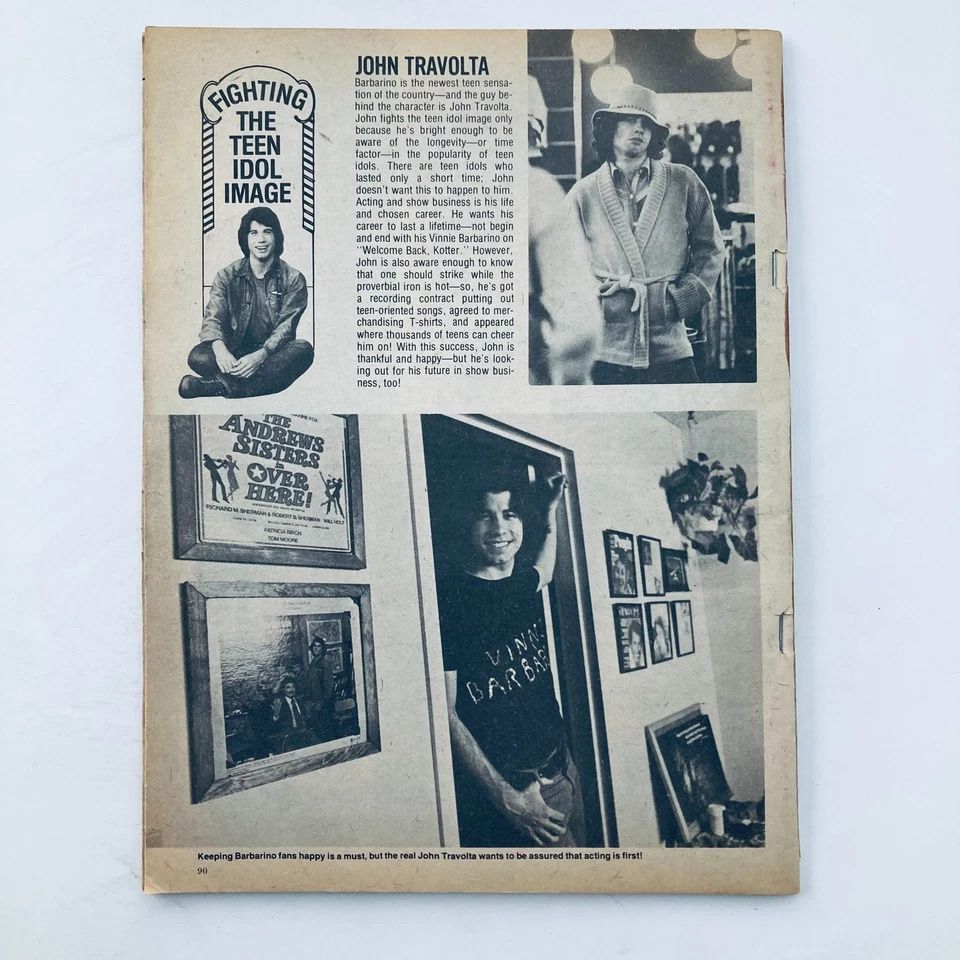 FIGHTING
THE
TEEN
IDOL
IMAGE
JOHN TRAVOLTA
Barbarino is the newest teen sensa-
tion of the country—and the guy be-
hind the character is John Travolta.
John fights the teen idol image only
because he's bright enough to be
aware of the longevity—or time
factor—in the popularity of teen
idols. There are teen idols who
lasted only a short time; John
doesn't want this to happen to him.
Acting and show business is his life
and chosen career. He wants his
career to last a lifetime—not begin
and end with his Vinnie Barbarino on
"Welcome Back, Kotter." However,
John is also aware enough to know
that one should strike while the
proverbial iron is hot—so, he's got
a recording contract putting out
teen-oriented songs, agreed to mer-
chandising T-shirts, and appeared
where thousands of teens can cheer
him on! With this success, John is
thankful and happy—but he's look-
ing out for his future in show busi-
ness, too!
THE
ANDREWS
SISTERS
in
OVER
HERE!
RICHARD M. SHERMAN & ROBERT B. SHERMAN WILL HOLT
PATRICIA BIRCH
TOM MOORE
VINN
BARBAR
Keeping Barbarino fans happy is a must, but the real John Travolta wants to be assured that acting is first!
90